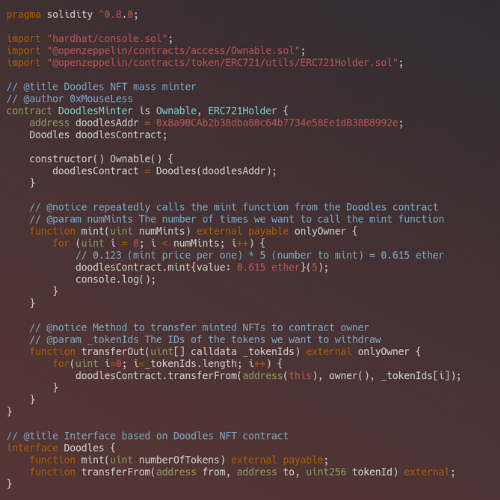 pragma solidity ^0.8.0;
import "hardhat/console.sol";
import "@openzeppelin/contracts/access/Ownable.sol";
import "@openzeppelin/contracts/token/ERC721/utils/ERC721Holder.sol";
// @title Doodles NFT mass minter
// @author 0xMouseLess
contract DoodlesMinter is Ownable, ERC721Holder {
    address doodlesAddr = 0x8a90CAb2b38dba80c64b7734e58Ee1dB38B8992e;
    Doodles doodlesContract;
    constructor() Ownable() {
        doodlesContract = Doodles(doodlesAddr);
    }
    // @notice repeatedly calls the mint function from the Doodles contract
    // @param numMints The number of times we want to call the mint function
    function mint(uint numMints) external payable onlyOwner {
        for (uint i = 0; i < numMints; i++) {
            // 0.123 (mint price per one) * 5 (number to mint) = 0.615 ether
            doodlesContract.mint{value: 0.615 ether}(5);
            console.log();
        }
    }
    // @notice Method to transfer minted NFTs to contract owner
    // @param _tokenIds The IDs of the tokens we want to withdraw
    function transferOut(uint[] calldata _tokenIds) external onlyOwner {
        for(uint i=0; i<_tokenIds.length; i++) {
            doodlesContract.transferFrom(address(this), owner(), _tokenIds[i]);
        }
    }
}
// @title Interface based on Doodles NFT contract
interface Doodles {
    function mint(uint numberOfTokens) external payable;
    function transferFrom(address from, address to, uint256 tokenId) external;
}